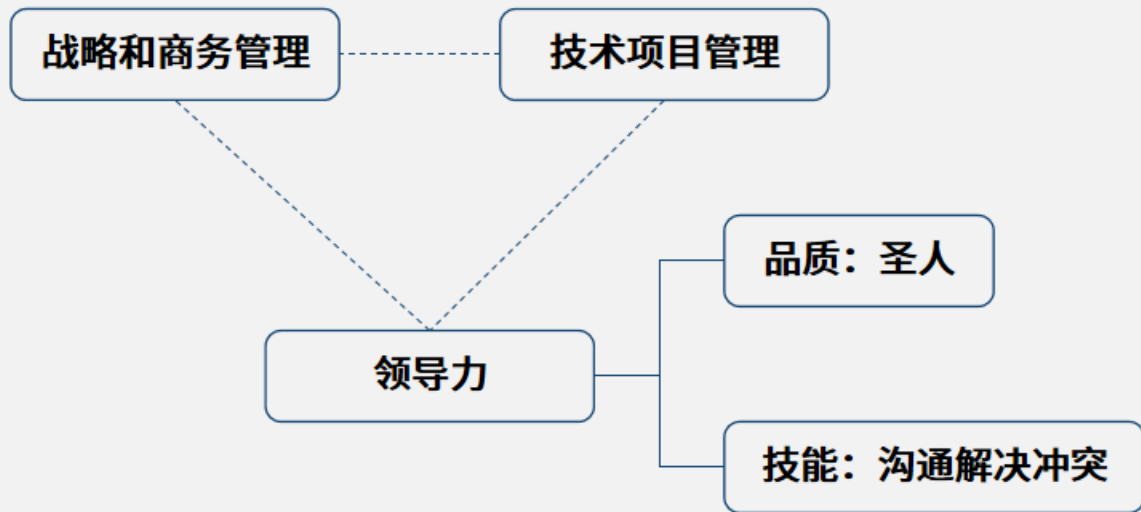 战略和商务管理
技术项目管理
品质：圣人
领导力
技能：沟通解决冲突